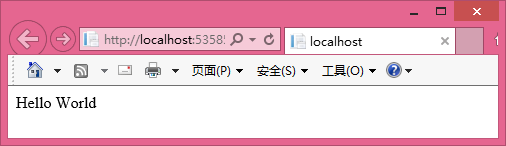 http://localhost:5358
localhost
页面(P) 安全(S) 工具(O)
Hello World